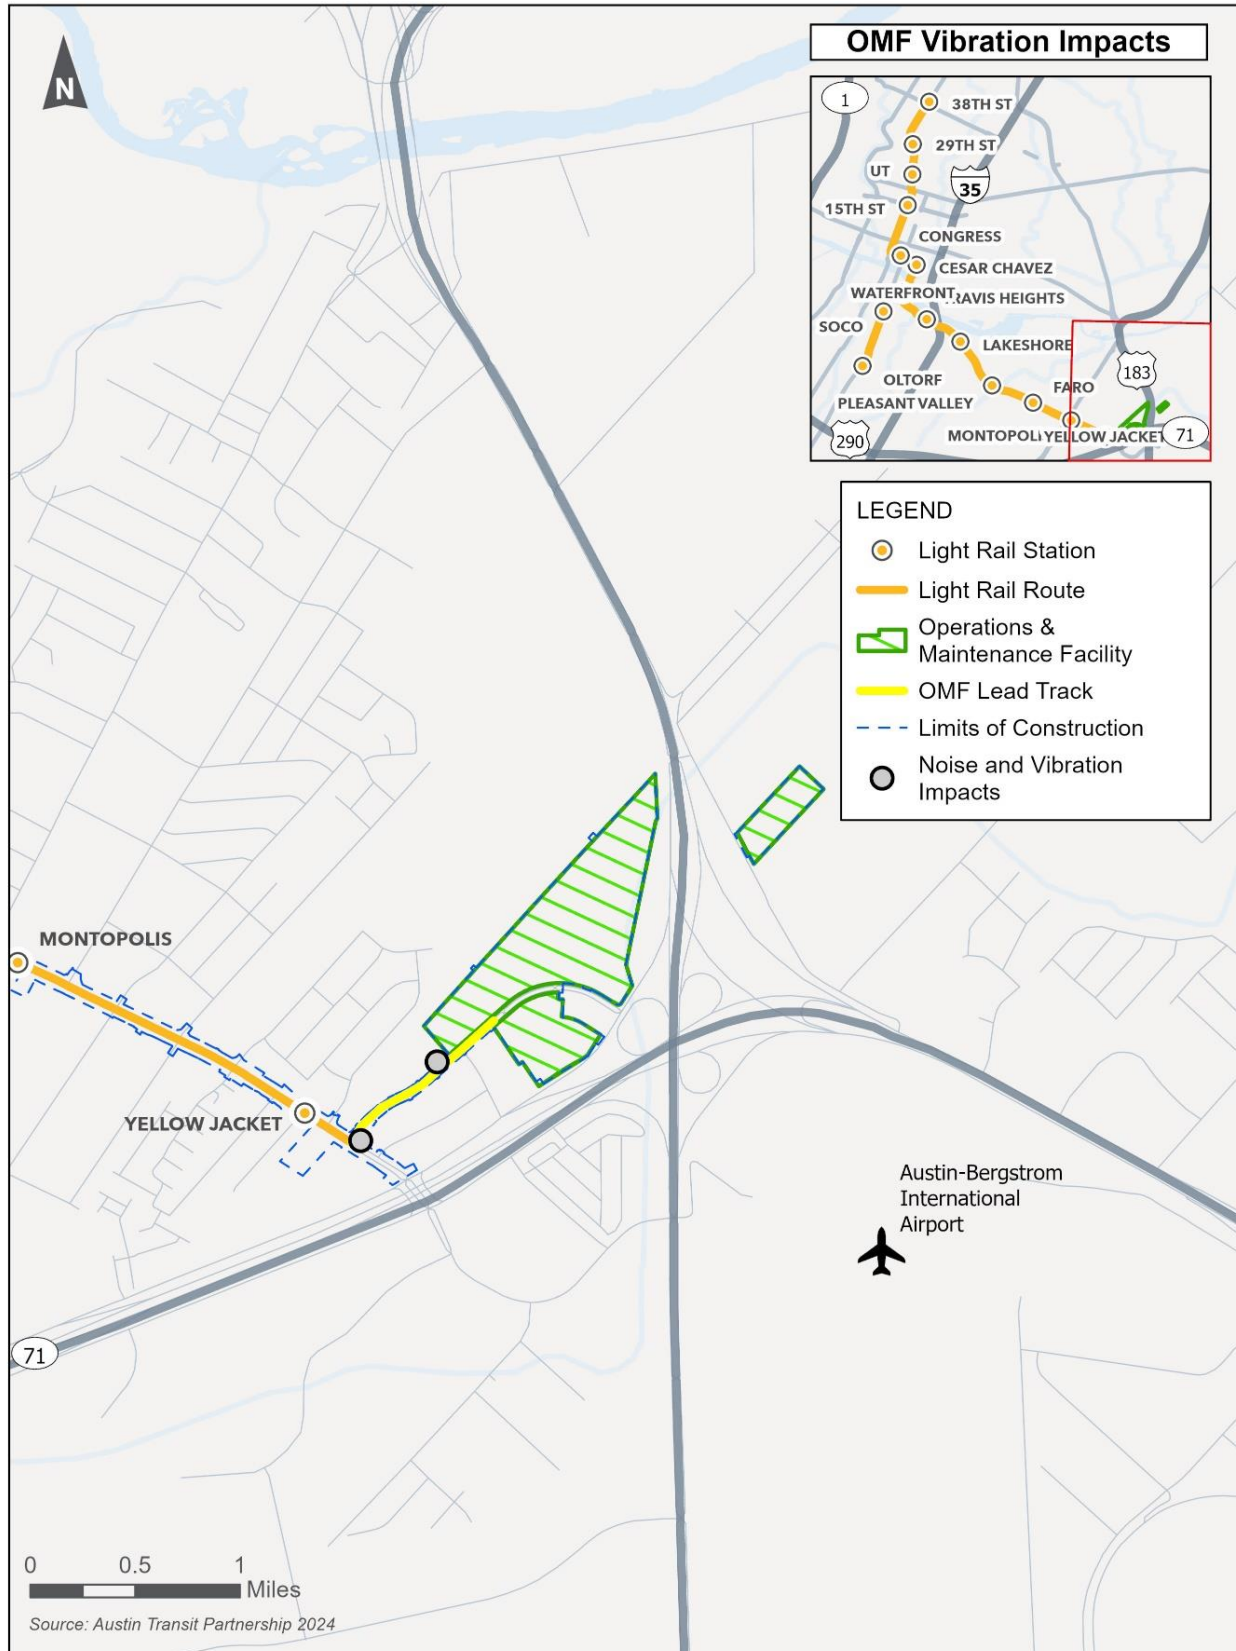 N
OMF Vibration Impacts
1
38TH ST
29TH ST
UT
35
15TH ST
CONGRESS
CESAR CHAVEZ
WATERFRONT
TRAVIS HEIGHTS
SOCO
LAKESHORE
183
OLTORF
FARO
PLEASANT VALLEY
290
MONTOPOLI
YELLOW JACKET
71
LEGEND
Light Rail Station
Light Rail Route
Operations &
Maintenance Facility
OMF Lead Track
Limits of Construction
Noise and Vibration
Impacts
MONTOPOLIS
YELLOW JACKET
Austin-Bergstrom
International
Airport
71
0 0.5 1
Miles
Source: Austin Transit Partnership 2024